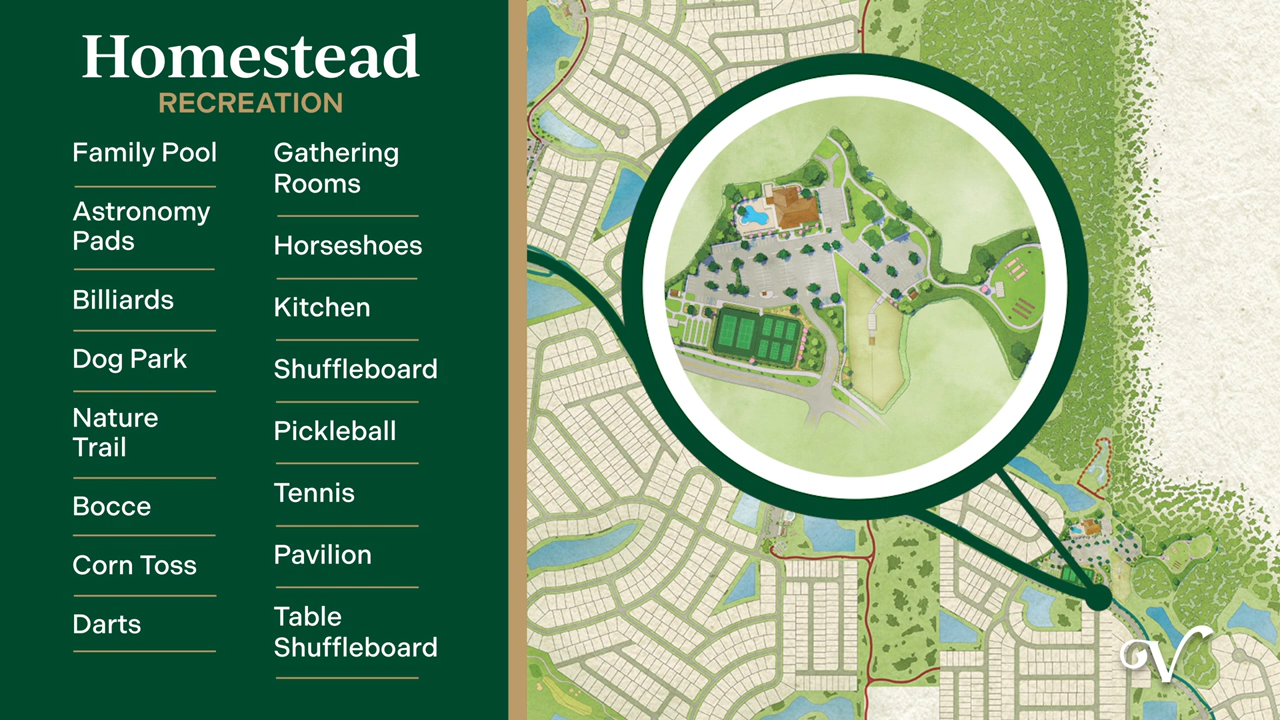 Homestead
RECREATION
Family Pool
Astronomy
Pads
Billiards
Dog Park
Nature
Trail
Bocce
Corn Toss
Darts
Gathering
Rooms
Horseshoes
Kitchen
Shuffleboard
Pickleball
Tennis
Pavilion
Table
Shuffleboard
V